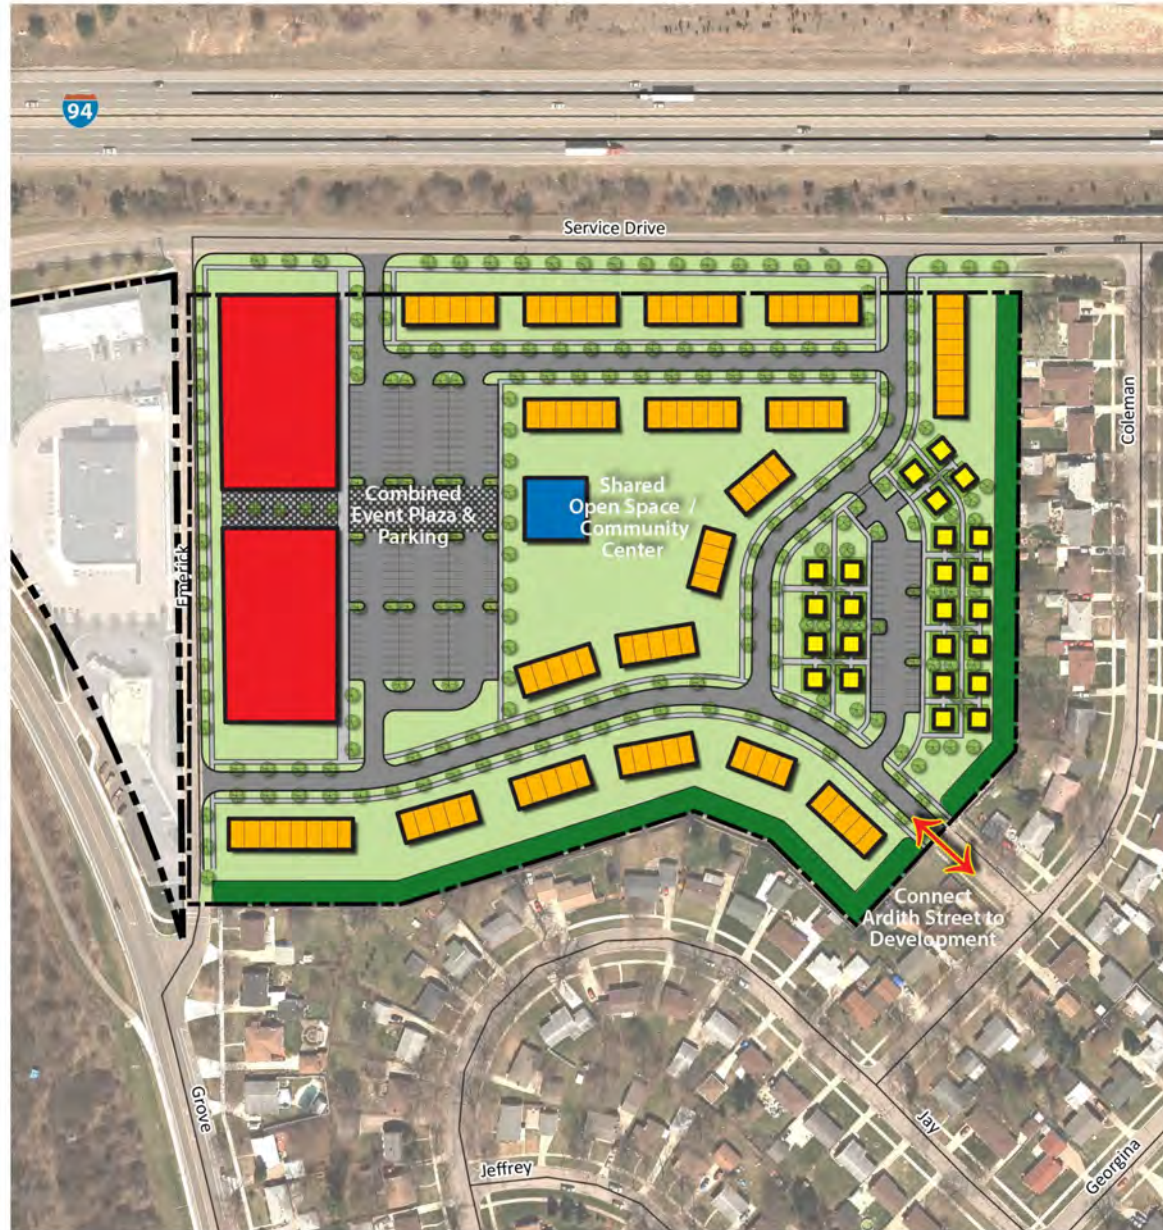 94
Service Drive
Coleman
Combined
Event Plaza &
Parking
Shared
Open Space /
Community
Center
Emerick
Connect
Ardith Street to
Development
Grove
Jay
Jeffrey
Georgina